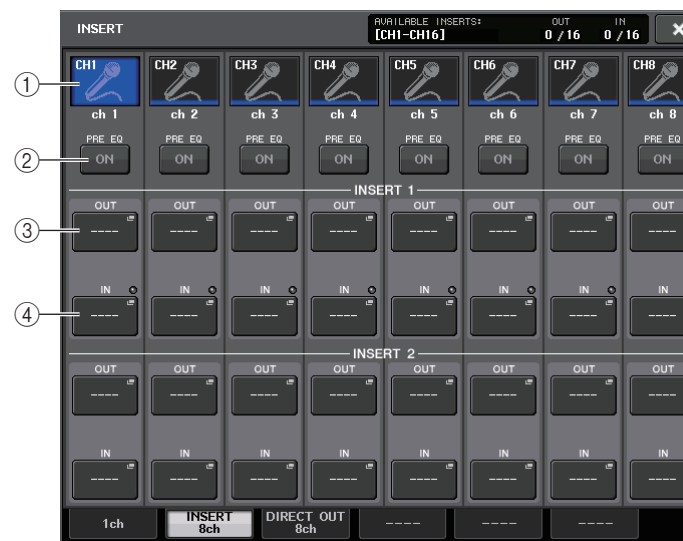 INSERT
AVAILABLE INSERTS: OUT IN
[CH1-CH16] 0/16 0/16
CH1 CH2 CH3 CH4 CH5 CH6 CH7 CH8
① ch 1 ch 2 ch 3 ch 4 ch 5 ch 6 ch 7 ch 8
PRE EQ PRE EQ PRE EQ PRE EQ PRE EQ PRE EQ PRE EQ PRE EQ
② ON ON ON ON ON ON ON ON
INSERT 1
OUT OUT OUT OUT OUT OUT OUT OUT
③ ---- ---- ---- ---- ---- ---- ---- ----
IN IN IN IN IN IN IN IN
④ ---- ---- ---- ---- ---- ---- ---- ----
INSERT 2
OUT OUT OUT OUT OUT OUT OUT OUT
---- ---- ---- ---- ---- ---- ---- ----
IN IN IN IN IN IN IN IN
---- ---- ---- ---- ---- ---- ---- ----
1ch INSERT 8ch DIRECT OUT 8ch ---- ---- ----